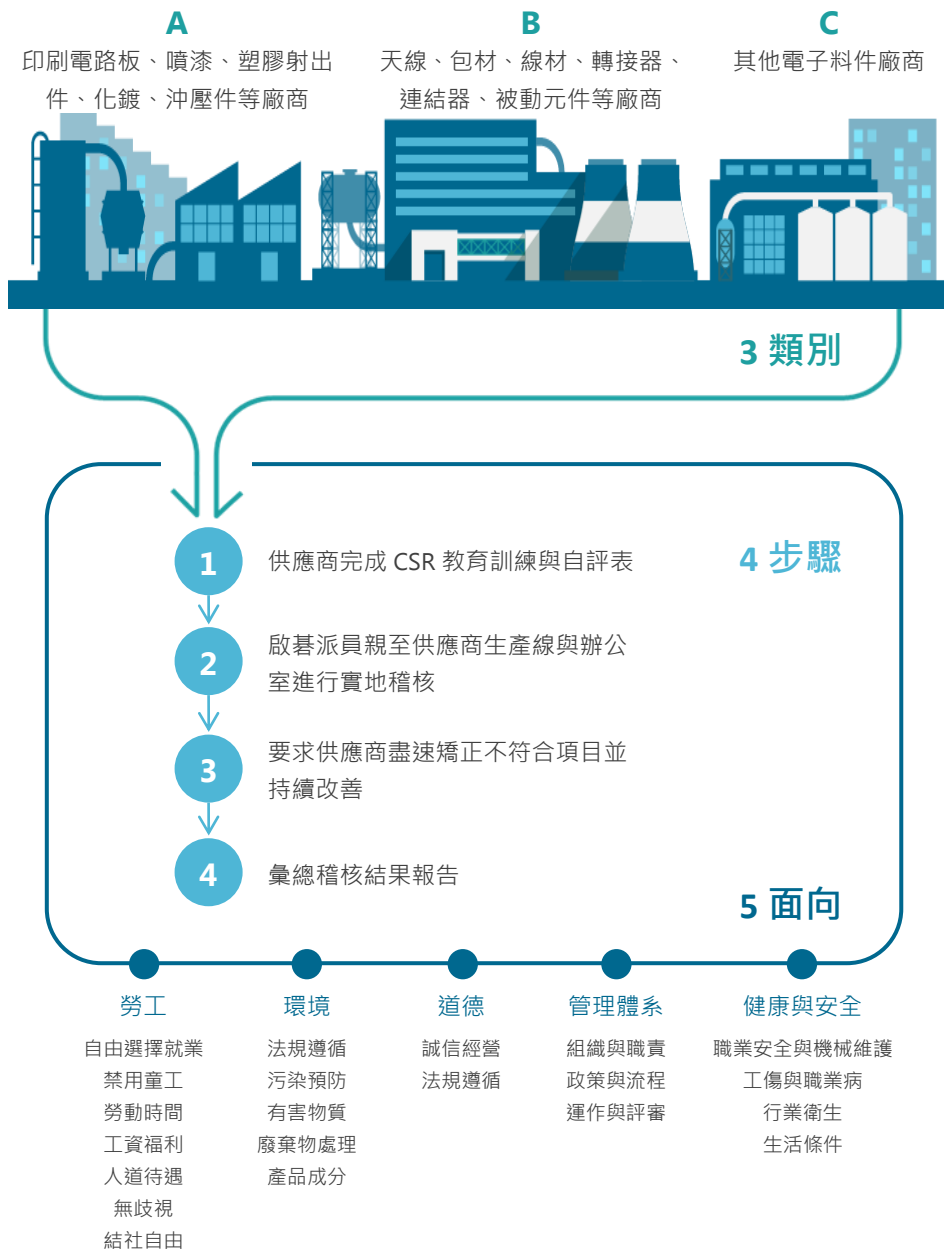 A
印刷電路板、噴漆、塑膠射出
件、化鍍、沖壓件等廠商
B
天線、包材、線材、轉接器、
連結器、被動元件等廠商
C
其他電子料件廠商
3 類別
4 步驟
1
供應商完成 CSR 教育訓練與自評表
2
啟碁派員親至供應商生產線與辦公
室進行實地稽核
3
要求供應商盡速矯正不符合項目並
持續改善
4
彙總稽核結果報告
5 面向
勞工
自由選擇就業
禁用童工
勞動時間
工資福利
人道待遇
無歧視
結社自由
環境
法規遵循
污染預防
有害物質
廢棄物處理
產品成分
道德
誠信經營
法規遵循
管理體系
組織與職責
政策與流程
運作與評審
健康與安全
職業安全與機械維護
工傷與職業病
行業衛生
生活條件